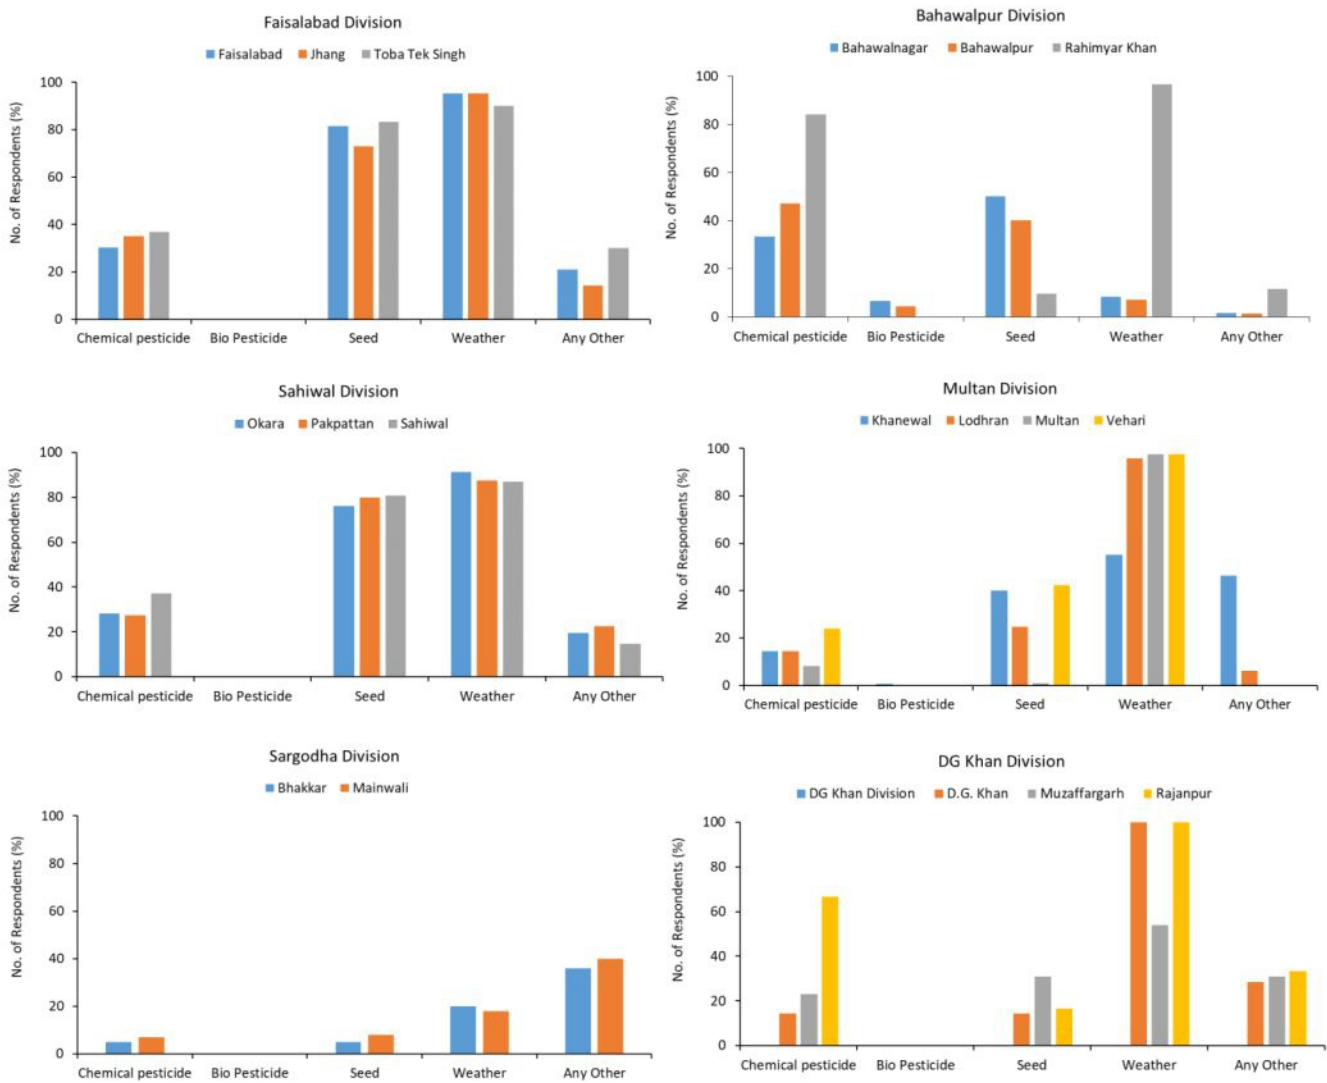 Faisalabad Division
Faisalabad Jhang Toba Tek Singh
No. of Respondents (%)
100
80
60
40
20
0
Chemical pesticide Bio Pesticide Seed Weather Any Other
Bahawalpur Division
Bahawalnagar Bahawalpur Rahimyar Khan
No. of Respondents (%)
100
80
60
40
20
0
Chemical pesticide Bio Pesticide Seed Weather Any Other
Sahiwal Division
Okara Pakpattan Sahiwal
No. of Respondents (%)
100
80
60
40
20
0
Chemical pesticide Bio Pesticide Seed Weather Any Other
Multan Division
Khanewal Lodhran Multan Vehari
No. of Respondents (%)
100
80
60
40
20
0
Chemical pesticide Bio Pesticide Seed Weather Any Other
Sargodha Division
Bhakkar Mainwali
No. of Respondents (%)
100
80
60
40
20
0
Chemical pesticide Bio Pesticide Seed Weather Any Other
DG Khan Division
DG Khan Division D.G. Khan Muzaffargarh Rajanpur
No. of Respondents (%)
100
80
60
40
20
0
Chemical pesticide Bio Pesticide Seed Weather Any Other